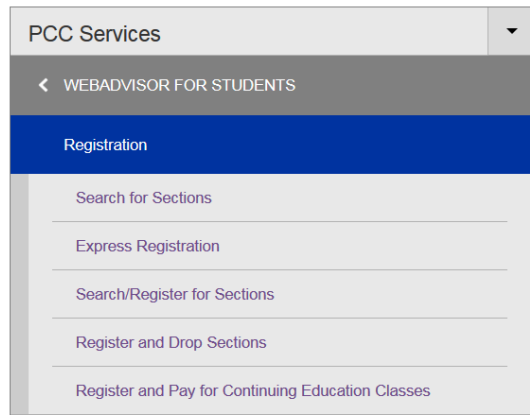 PCC Services
WEBADVISOR FOR STUDENTS
Registration
Search for Sections
Express Registration
Search/Register for Sections
Register and Drop Sections
Register and Pay for Continuing Education Classes